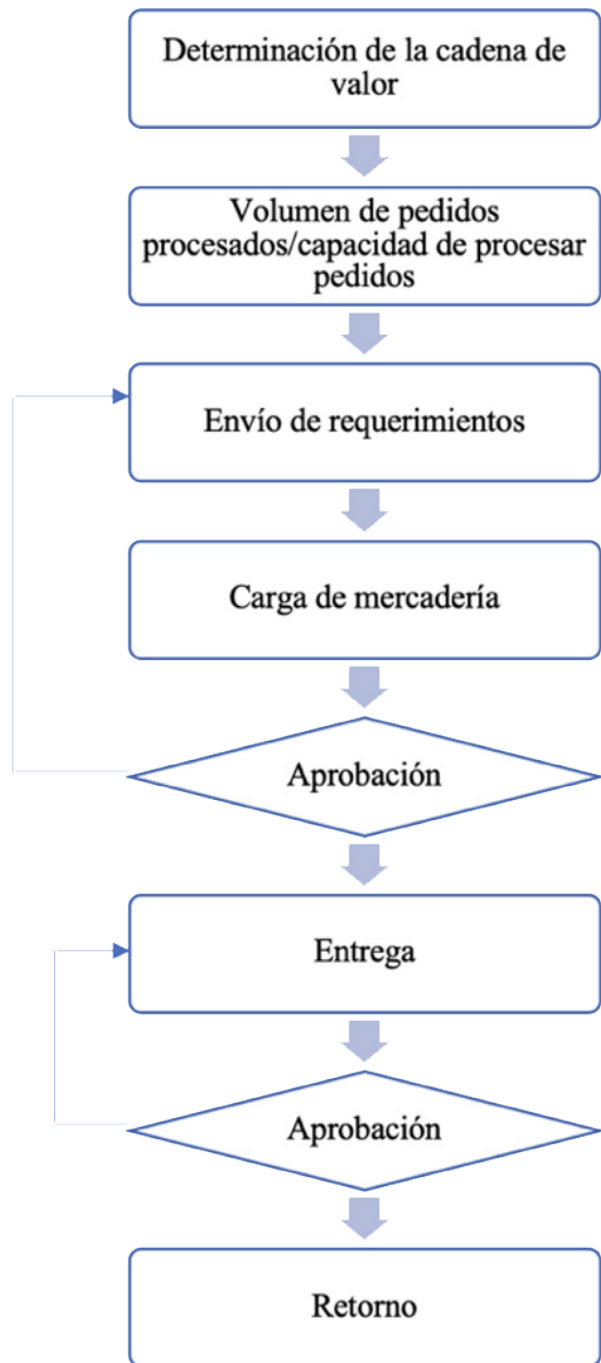 Determinación de la cadena de
valor
Volumen de pedidos
procesados/capacidad de procesar
pedidos
Envío de requerimientos
Carga de mercadería
Aprobación
Entrega
Aprobación
Retorno